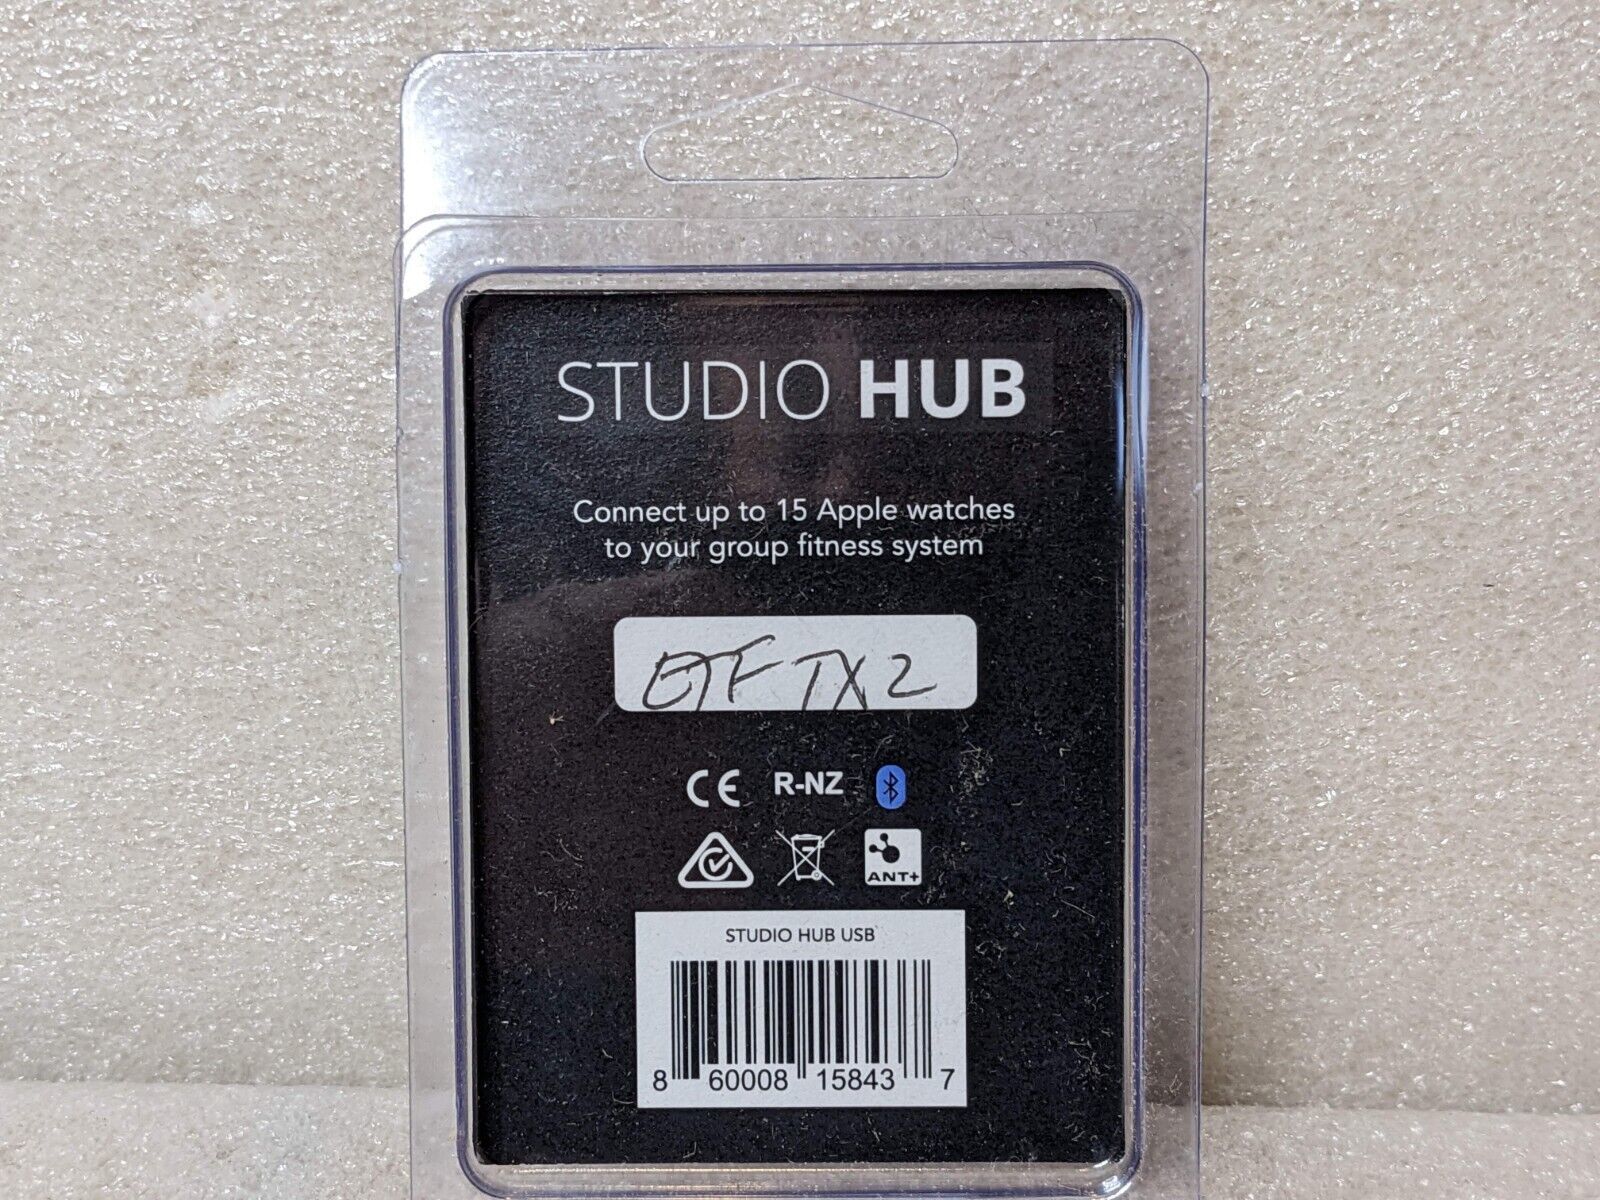 STUDIO HUB
Connect up to 15 Apple watches
to your group fitness system
ETF TX2
CE R-NZ
ANT+
STUDIO HUB USB
8 60008 15843 7